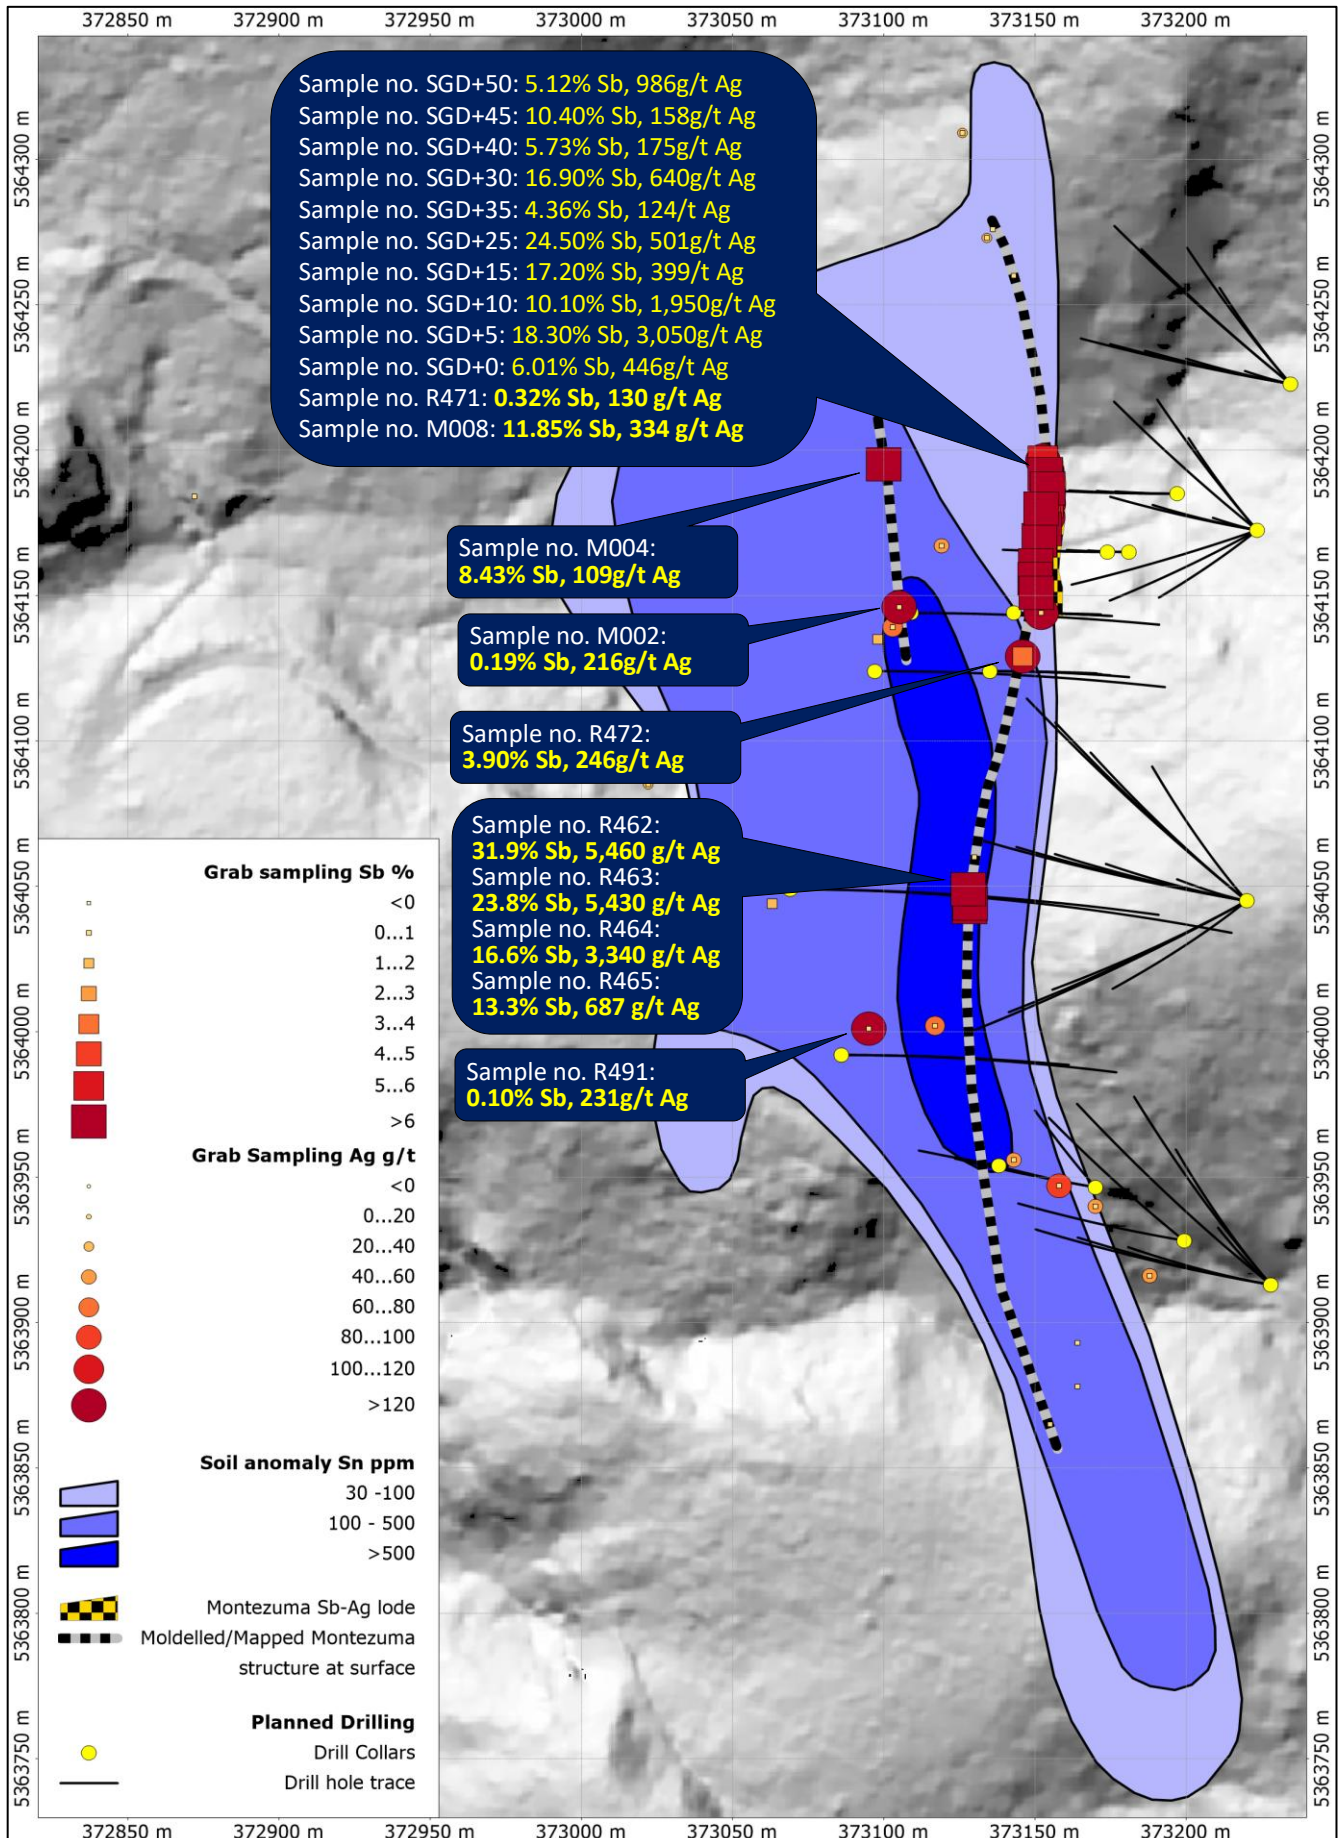 372850 m 372900 m 372950 m 373000 m 373050 m 373100 m 373150 m 373200 m
Sample no. SGD+50: 5.12% Sb, 986g/t Ag
Sample no. SGD+45: 10.40% Sb, 158g/t Ag
Sample no. SGD+40: 5.73% Sb, 175g/t Ag
Sample no. SGD+30: 16.90% Sb, 640g/t Ag
Sample no. SGD+35: 4.36% Sb, 124/t Ag
Sample no. SGD+25: 24.50% Sb, 501g/t Ag
Sample no. SGD+15: 17.20% Sb, 399/t Ag
Sample no. SGD+10: 10.10% Sb, 1,950g/t Ag
Sample no. SGD+5: 18.30% Sb, 3,050g/t Ag
Sample no. SGD+0: 6.01% Sb, 446g/t Ag
Sample no. R471: 0.32% Sb, 130 g/t Ag
Sample no. M008: 11.85% Sb, 334 g/t Ag
Sample no. M004:
8.43% Sb, 109g/t Ag
Sample no. M002:
0.19% Sb, 216g/t Ag
Sample no. R472:
3.90% Sb, 246g/t Ag
Sample no. R462:
31.9% Sb, 5,460 g/t Ag
Sample no. R463:
23.8% Sb, 5,430 g/t Ag
Sample no. R464:
16.6% Sb, 3,340 g/t Ag
Sample no. R465:
13.3% Sb, 687 g/t Ag
Sample no. R491:
0.10% Sb, 231g/t Ag
5364300 m
5364250 m
5364200 m
5364150 m
5364100 m
5364050 m
5364000 m
5363950 m
5363900 m
5363850 m
5363800 m
5363750 m
5364300 m
5364250 m
5364200 m
5364150 m
5364100 m
5364050 m
5364000 m
5363950 m
5363900 m
5363850 m
5363800 m
5363750 m
Grab sampling Sb %
<0
0...1
1...2
2...3
3...4
4...5
5...6
>6
Grab Sampling Ag g/t
<0
0...20
20...40
40...60
60...80
80...100
100...120
>120
Soil anomaly Sn ppm
30 -100
100 - 500
>500
Montezuma Sb-Ag lode
Moldelled/Mapped Montezuma
structure at surface
Planned Drilling
Drill Collars
Drill hole trace
372850 m 372900 m 372950 m 373000 m 373050 m 373100 m 373150 m 373200 m